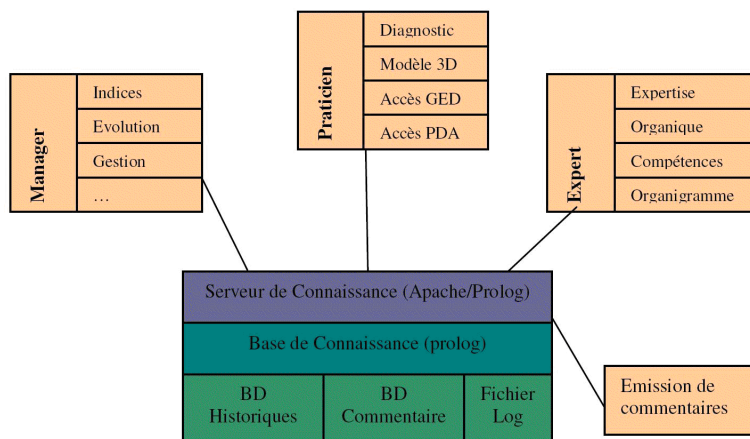 Manager
Indices
Evolution
Gestion
…
Praticien
Diagnostic
Modèle 3D
Accès GED
Accès PDA
Expert
Expertise
Organique
Compétences
Organigramme
Serveur de Connaissance (Apache/Prolog)
Base de Connaissance (prolog)
BD
Historiques
BD
Commentaire
Fichier
Log
Emission de
commentaires